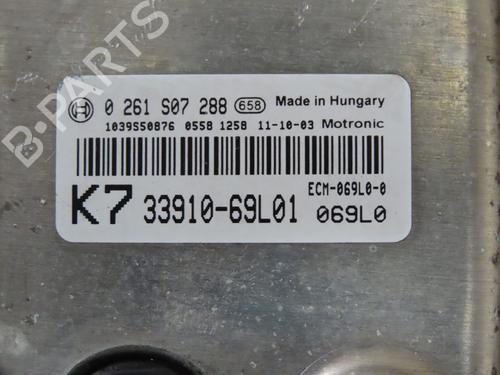 0 261 S07 288 658 Made in Hungary
1039S50876 0558 1258 11-10-03 Motronic
ECM-069L0-0
K7 33910-69L01 069L0
B-PARTS